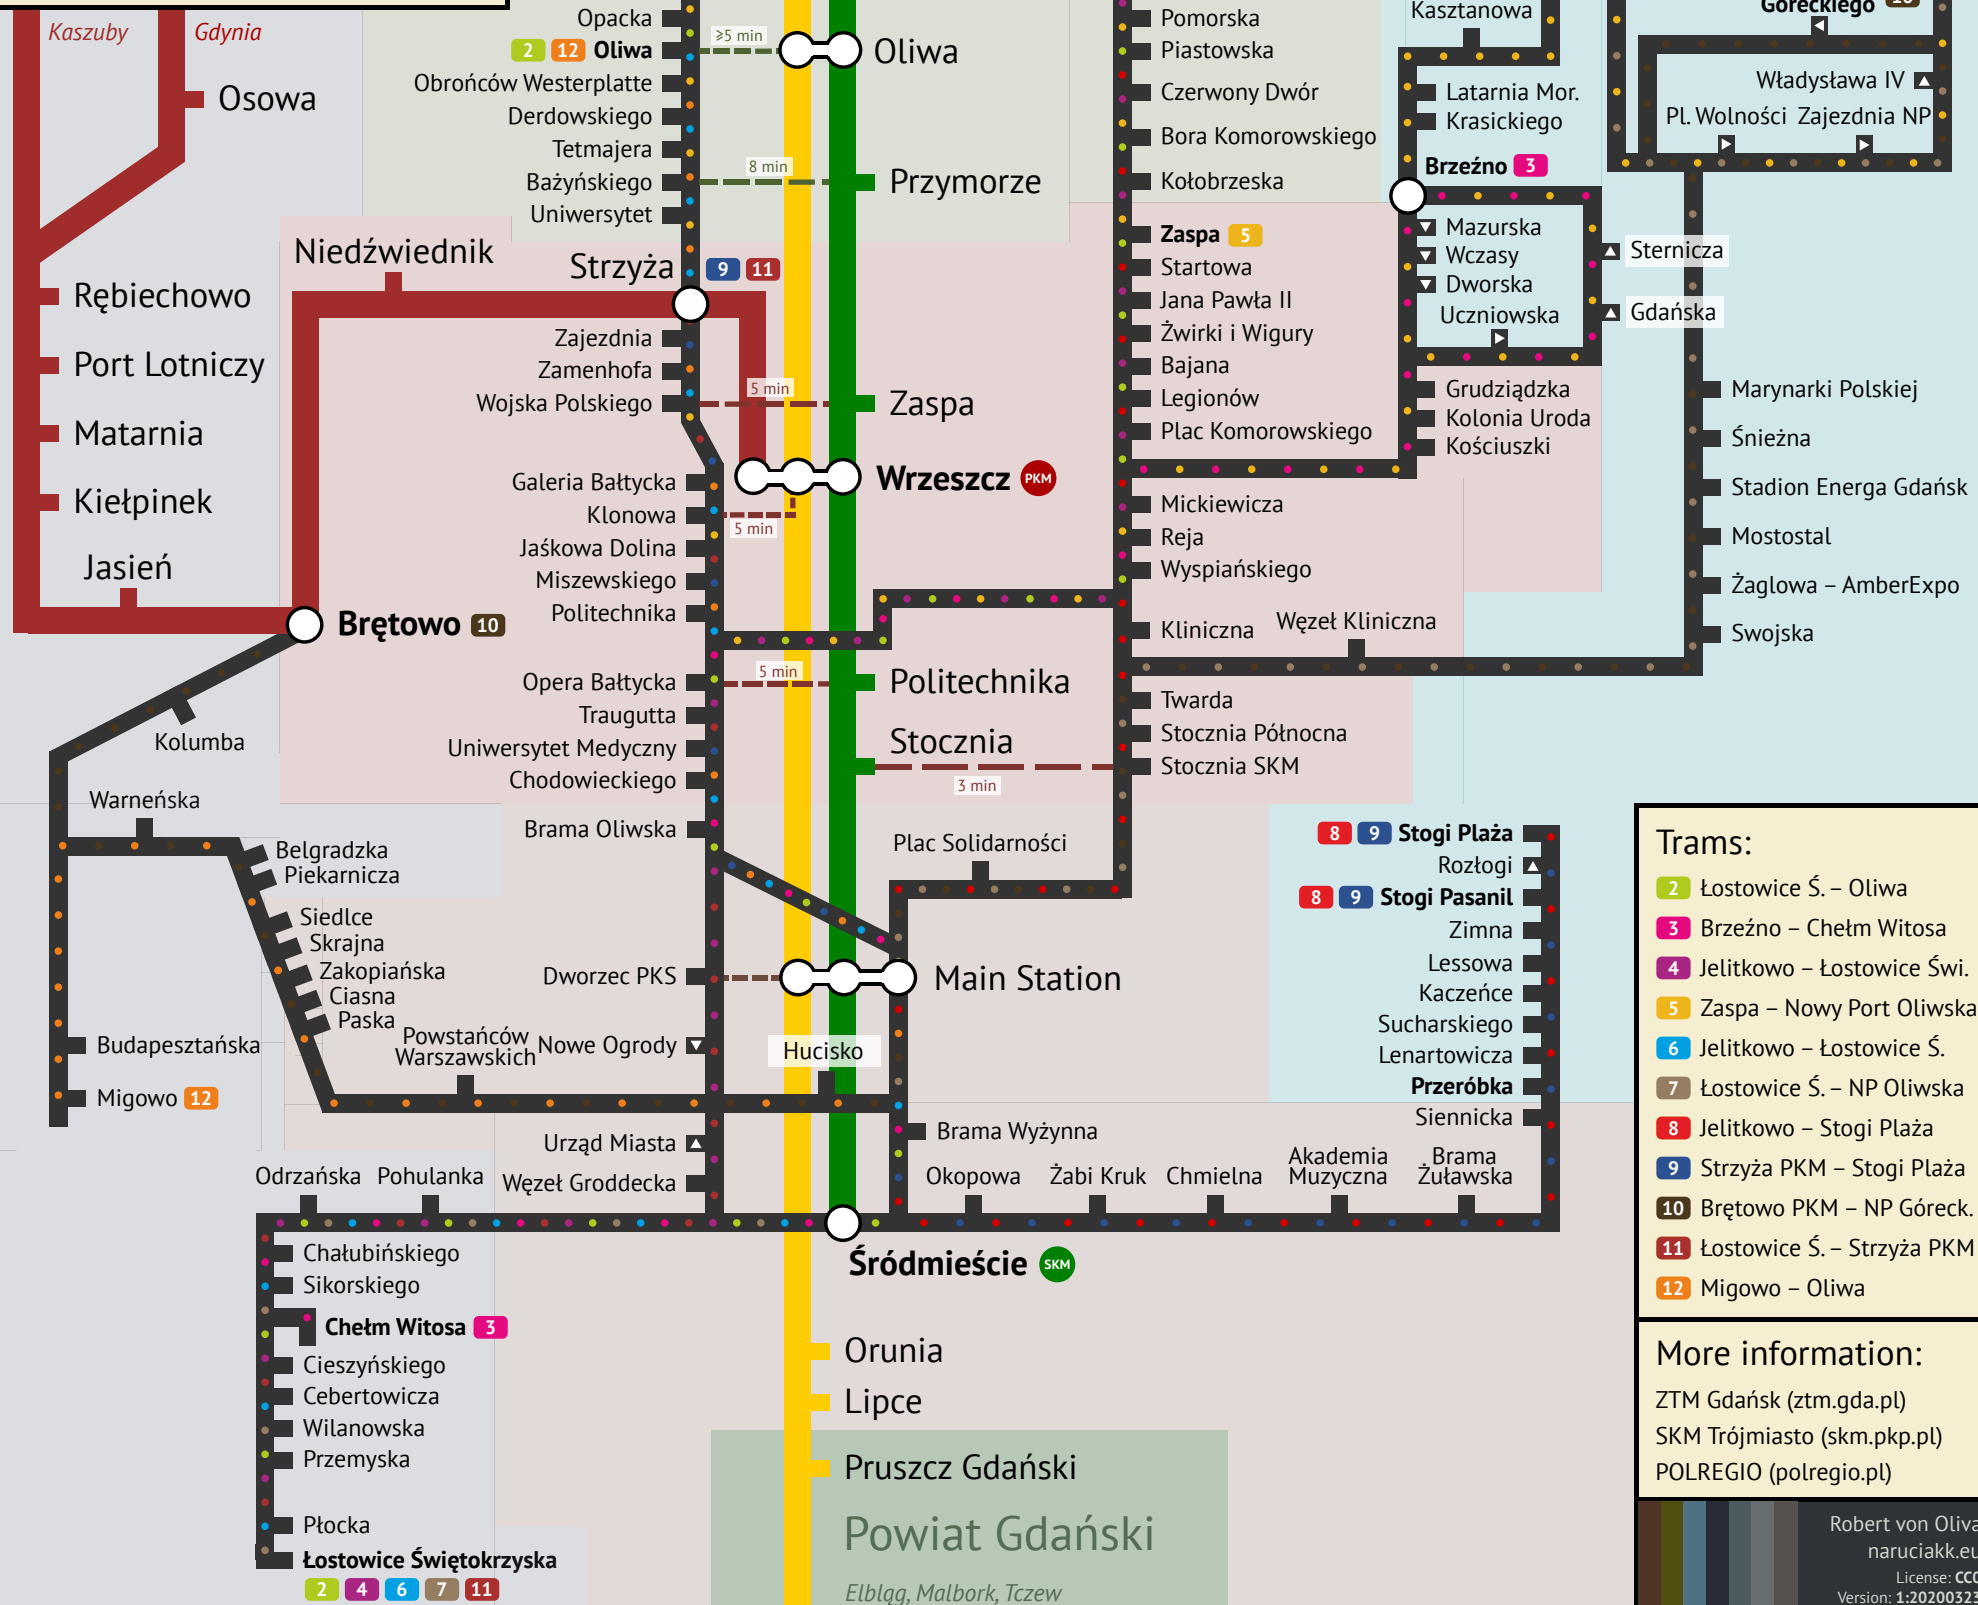 Kaszuby
Gdynia
Osowa
Rębiechowo
Port Lotniczy
Matarnia
Kiełpinek
Jasień
Niedźwiednik
Brętowo 10
Kolumba
Warneńska
Belgradzka
Piekarnicza
Siedlce
Skrajna
Zakopiańska
Ciasna
Paska
Budapesztańska
Migowo 12
Powstańców
Warszawskich
Opacka
2 12 Oliwa
Obrońców Westerplatte
Derdowskiego
Tetmajera
Bażyńskiego
Uniwersytet
Strzyża 9 11
Zajezdnia
Zamenhofa
Wojska Polskiego
Galeria Bałtycka
Klonowa
Jaśkowa Dolina
Miszewskiego
Politechnika
Opera Bałtycka
Traugutta
Uniwersytet Medyczny
Chodowieckiego
Brama Oliwska
Dworzec PKS
Nowe Ogrody
Urząd Miasta
Węzeł Groddecka
≥5 min
8 min
5 min
5 min
5 min
3 min
Oliwa
Przymorze
Zaspa
Wrzeszcz PKM
Politechnika
Stocznia
Plac Solidarności
Main Station
Hucisko
Brama Wyżynna
Śródmieście SKM
Orunia
Lipce
Pruszcz Gdański
Powiat Gdański
Elbląg, Malbork, Tczew
Odrzańska
Pohulanka
Chałubińskiego
Sikorskiego
Chełm Witosa 3
Cieszyńskiego
Cebertowicza
Wilanowska
Przemyska
Płocka
Łostowice Świętokrzyska
2 4 6 7 11
Okopowa
Żabi Kruk
Chmielna
Akademia
Muzyczna
Brama
Żuławska
Pomorska
Piastowska
Czerwony Dwór
Bora Komorowskiego
Kołobrzeska
Zaspa 5
Startowa
Jana Pawła II
Żwirki i Wigury
Bajana
Legionów
Plac Komorowskiego
Mickiewicza
Reja
Wyspiańskiego
Kliniczna
Węzeł Kliniczna
Twarda
Stocznia Północna
Stocznia SKM
Kasztanowa
Latarnia Mor.
Krasickiego
Brzeźno 3
Mazurska
Wczasy
Dworska
Uczniowska
Sternicza
Gdańska
Grudziądzka
Kolonia Uroda
Kościuszki
Góreckiego 10
Władysława IV
Pl. Wolności
Zajezdnia NP
Marynarki Polskiej
Śnieżna
Stadion Energa Gdańsk
Mostostal
Żaglowa – AmberExpo
Swojska
8 9 Stogi Plaża
Rozłogi
8 9 Stogi Pasanil
Zimna
Lessowa
Kaczeńce
Sucharskiego
Lenartowicza
Przeróbka
Siennicka
Trams:
2 Łostowice Ś. – Oliwa
3 Brzeźno – Chełm Witosa
4 Jelitkowo – Łostowice Świ.
5 Zaspa – Nowy Port Oliwska
6 Jelitkowo – Łostowice Ś.
7 Łostowice Ś. – NP Oliwska
8 Jelitkowo – Stogi Plaża
9 Strzyża PKM – Stogi Plaża
10 Brętowo PKM – NP Góreck.
11 Łostowice Ś. – Strzyża PKM
12 Migowo – Oliwa
More information:
ZTM Gdańsk (ztm.gda.pl)
SKM Trójmiasto (skm.pkp.pl)
POLREGIO (polregio.pl)
Robert von Oliva
naruciakk.eu
License: CC0
Version: 1:20200323